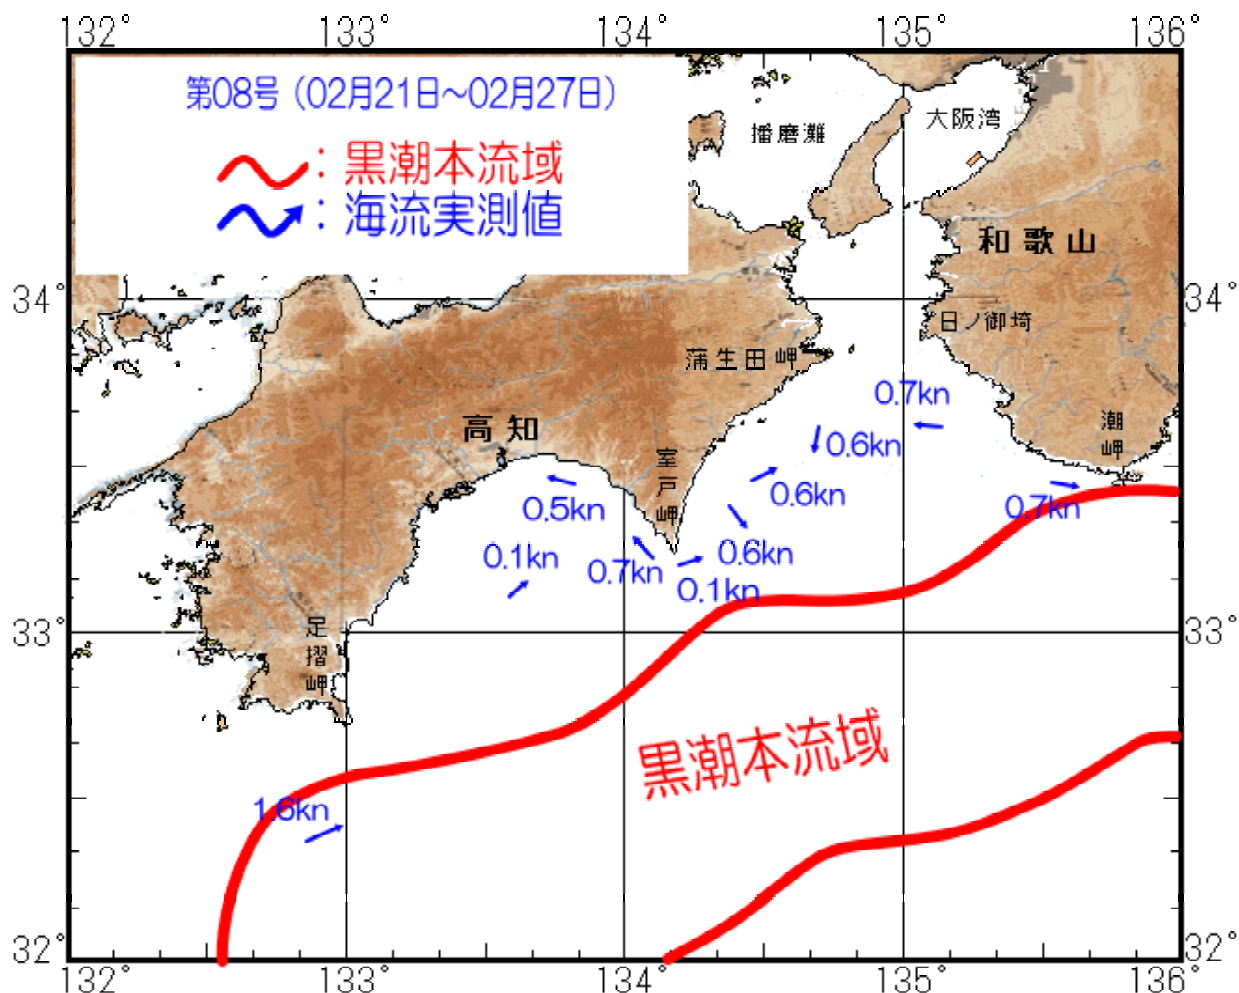 132° 133° 134° 135° 136°
第08号（02月21日～02月27日）
：黒潮本流域
：海流実測値
播磨灘
大阪湾
和歌山
34° 34°
日ノ御埼
蒲生田岬
0.7kn
高知
潮岬
0.6kn
室戸岬
0.5kn
0.6kn
0.7kn
0.1kn
0.7kn
0.6kn
0.1kn
33° 33°
足摺岬
黒潮本流域
1.6kn
32° 32°
132° 133° 134° 135° 136°